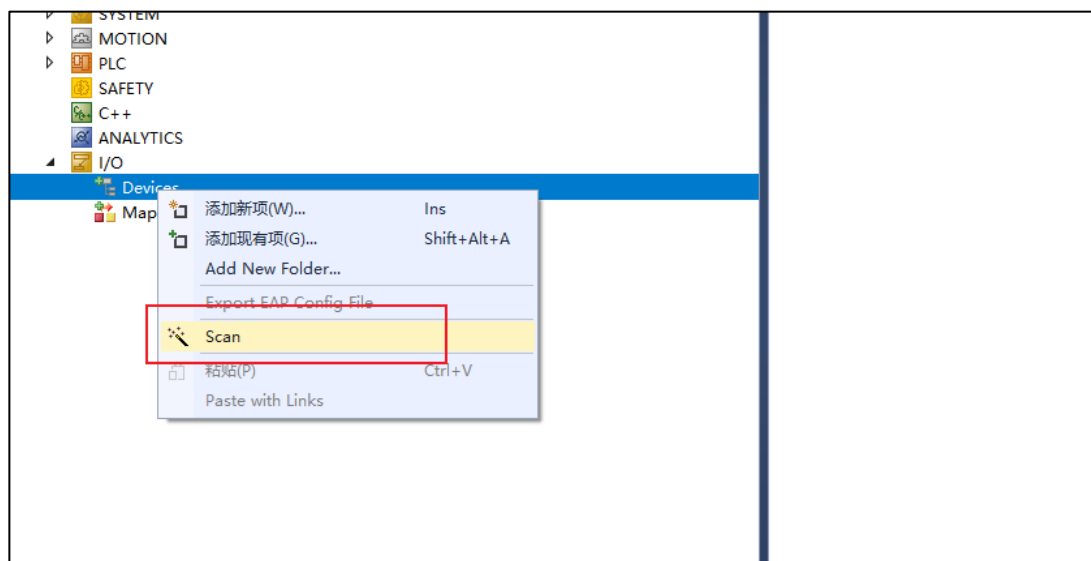 SYSTEM
MOTION
PLC
SAFETY
C++
ANALYTICS
I/O
Devices
Map
添加新项(W)... Ins
添加现有项(G)... Shift+Alt+A
Add New Folder...
Export EAP Config File
Scan
粘贴(P) Ctrl+V
Paste with Links